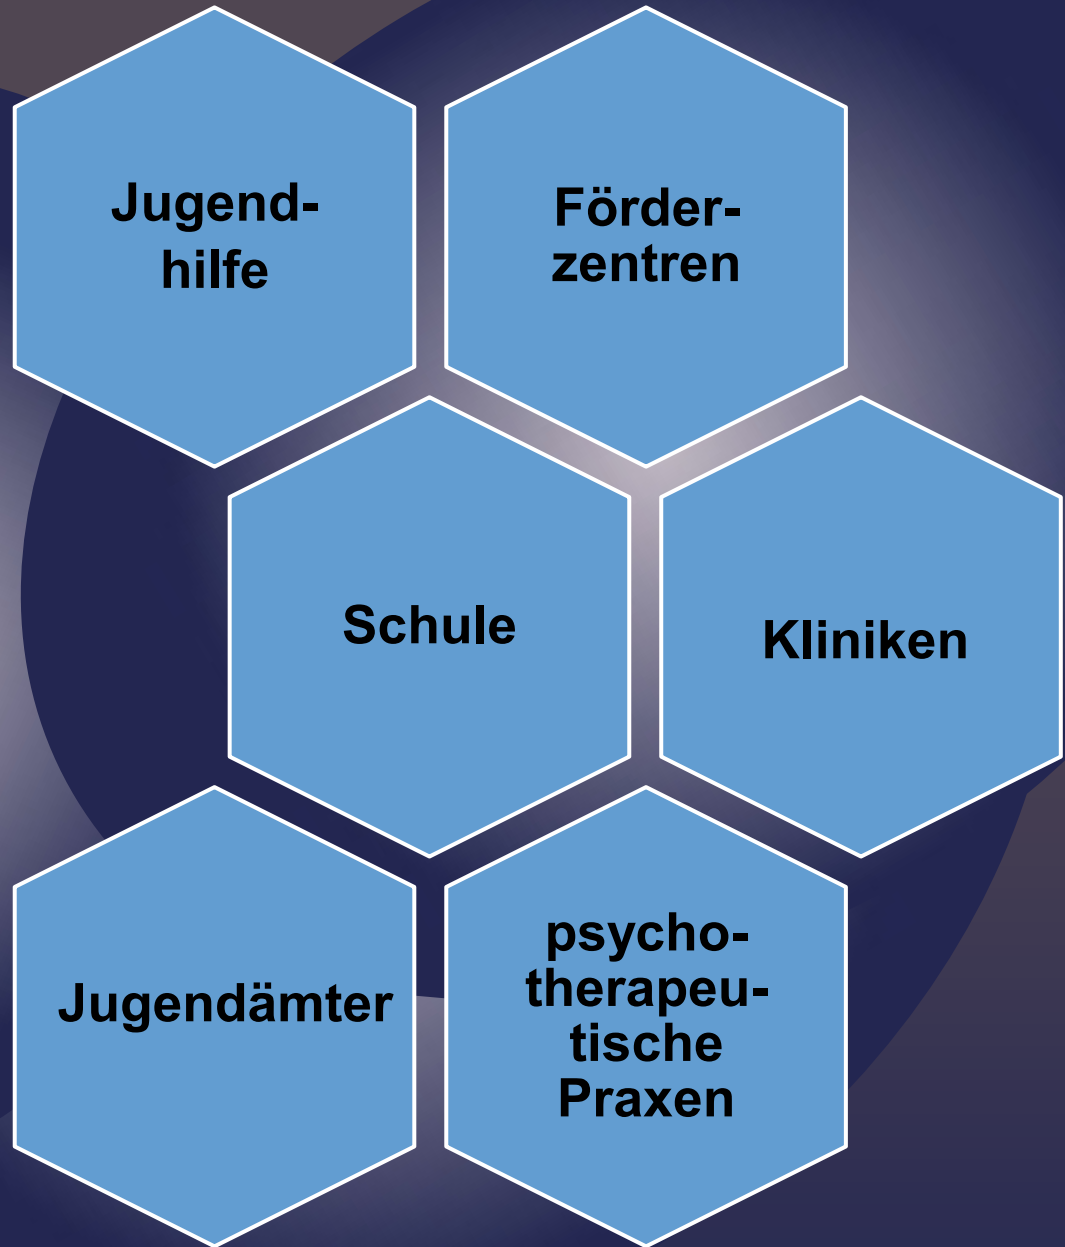 Jugend-
hilfe
Förder-
zentren
Schule
Kliniken
Jugendämter
psycho-
therapeu-
tische
Praxen